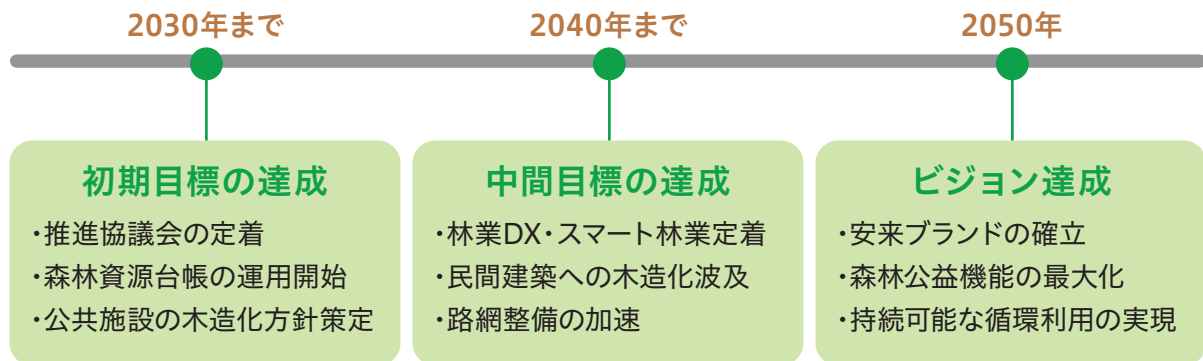 2030年まで
2040年まで
2050年
初期目標の達成
・推進協議会の定着
・森林資源台帳の運用開始
・公共施設の木造化方針策定
中間目標の達成
・林業DX・スマート林業定着
・民間建築への木造化波及
・路網整備の加速
ビジョン達成
・安来ブランドの確立
・森林公益機能の最大化
・持続可能な循環利用の実現